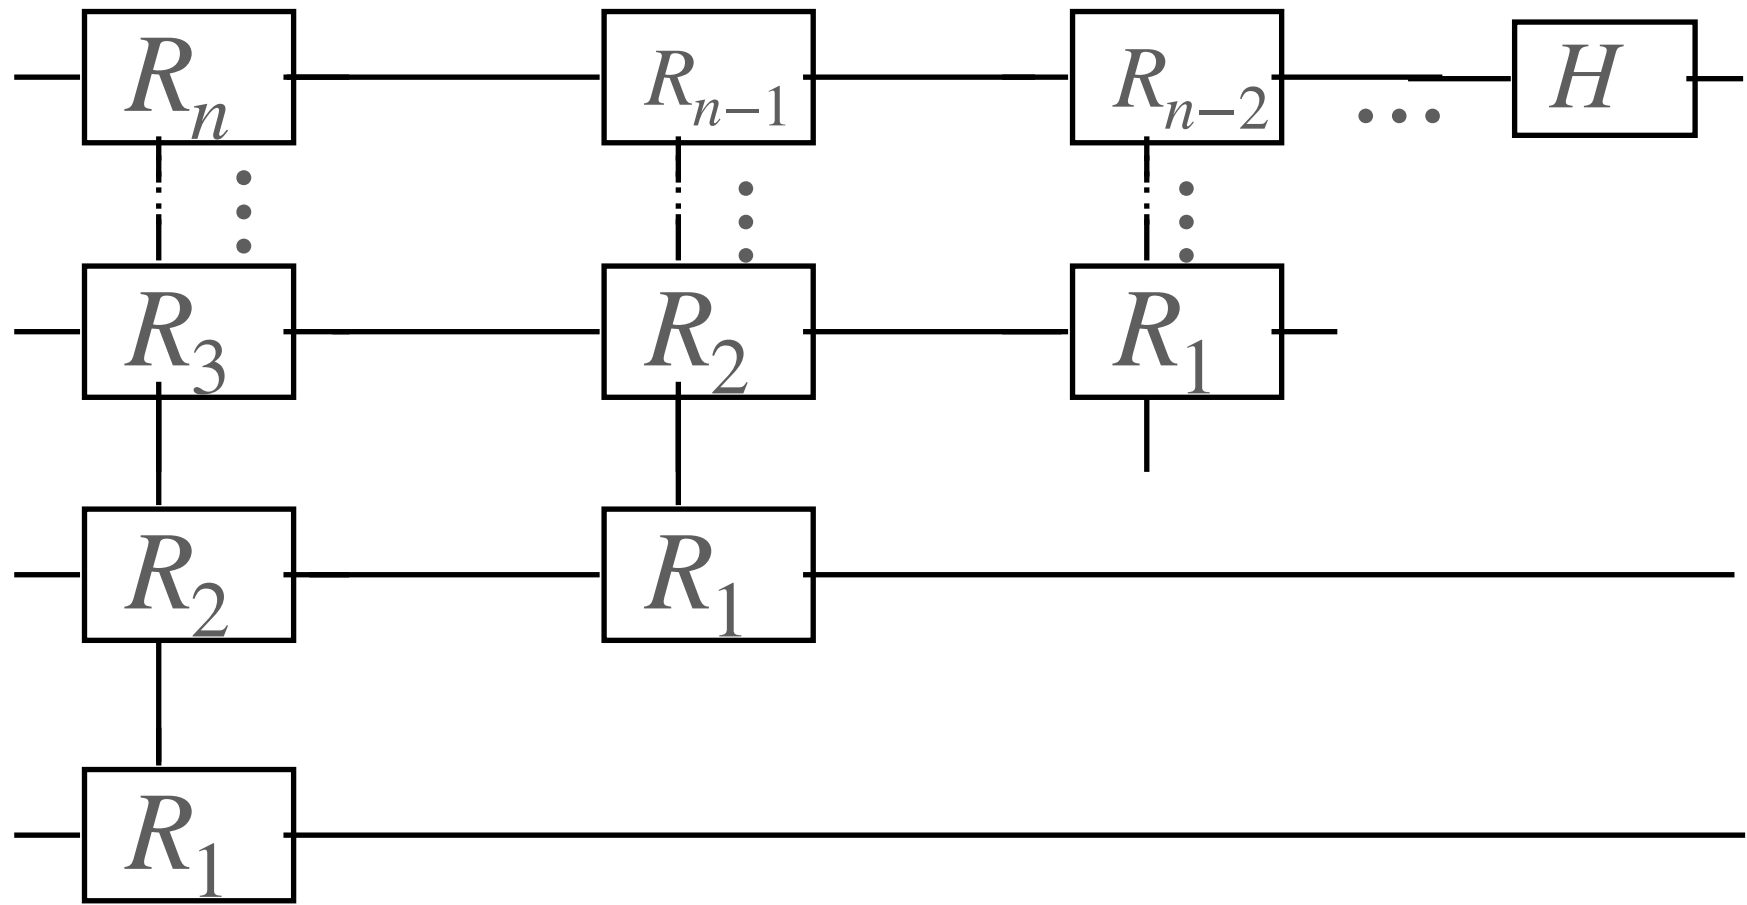 Rₙ Rₙ₋₁ Rₙ₋₂ ... H
R₃ R₂ R₁
R₂ R₁
R₁